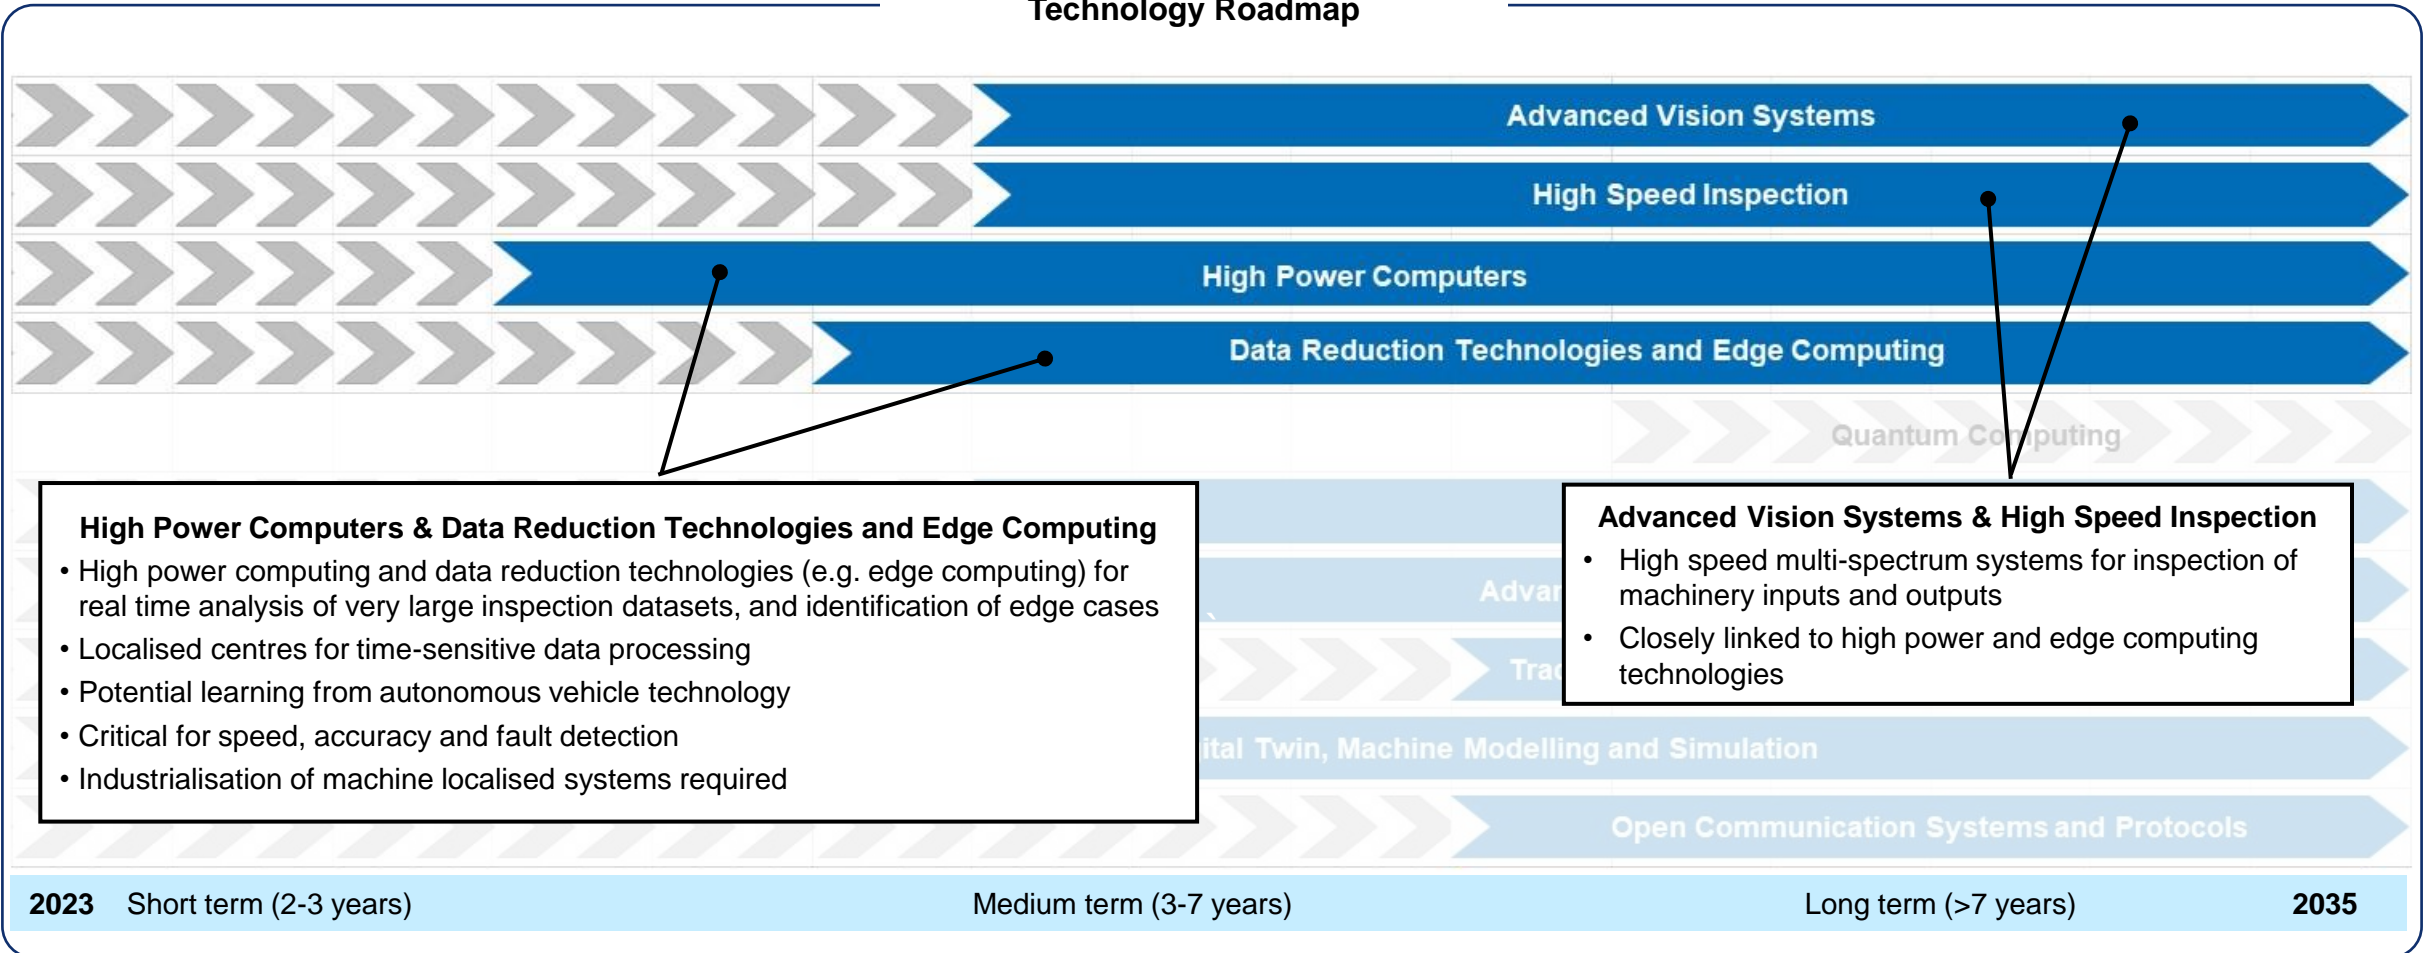 Technology Roadmap
Advanced Vision Systems
High Speed Inspection
High Power Computers
Data Reduction Technologies and Edge Computing
Quantum Computing
High Power Computers & Data Reduction Technologies and Edge Computing
• High power computing and data reduction technologies (e.g. edge computing) for
real time analysis of very large inspection datasets, and identification of edge cases
• Localised centres for time-sensitive data processing
• Potential learning from autonomous vehicle technology
• Critical for speed, accuracy and fault detection
• Industrialisation of machine localised systems required
Advanced Vision Systems & High Speed Inspection
• High speed multi-spectrum systems for inspection of
machinery inputs and outputs
• Closely linked to high power and edge computing
technologies
Twin, Machine Modelling and Simulation
Open Communication Systems and Protocols
2023 Short term (2-3 years) Medium term (3-7 years) Long term (>7 years) 2035